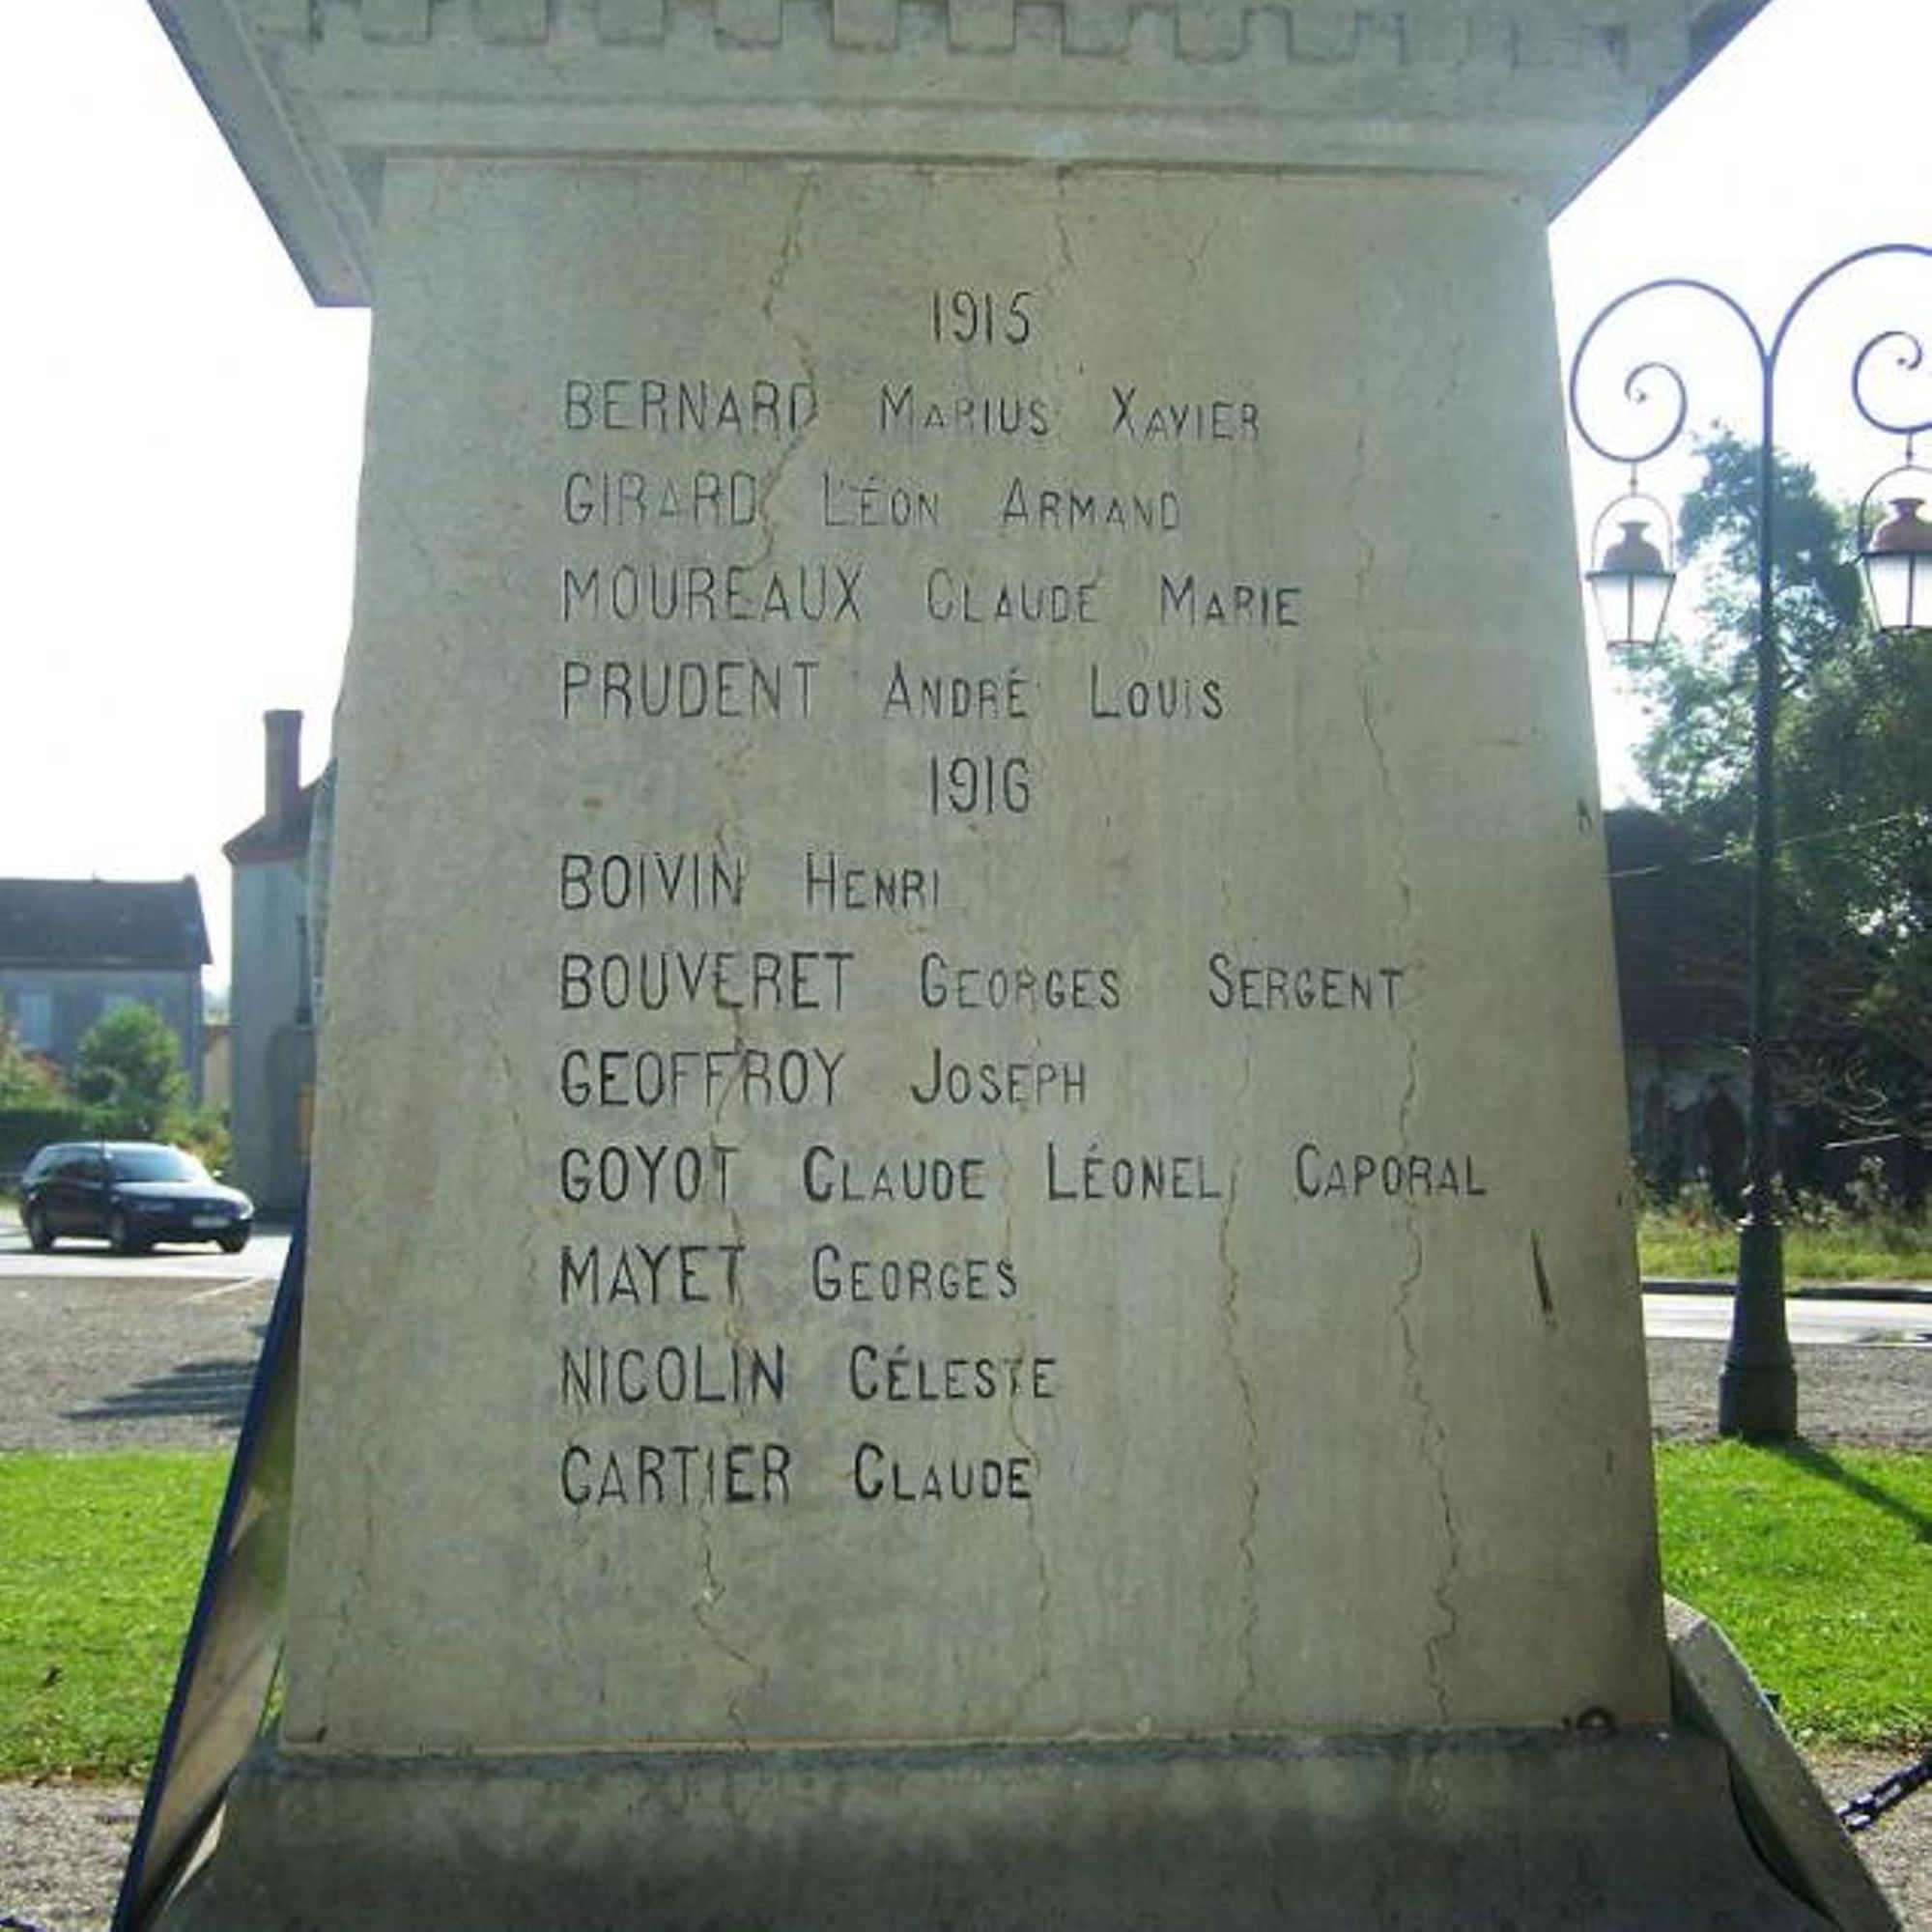 1915
BERNARD MARIUS XAVIER
GIRARD LÉON ARMAND
MOUREAUX CLAUDE MARIE
PRUDENT ANDRÉ LOUIS
1916
BOIVIN HENRI
BOUVERET GEORGES SERGENT
GEOFFROY JOSEPH
GOYOT CLAUDE LÉONEL CAPORAL
MAYET GEORGES
NICOLIN CÉLESTE
CARTIER CLAUDE